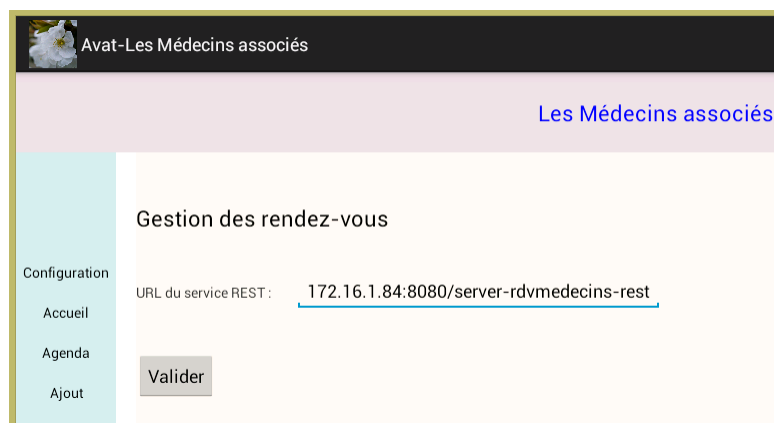 Avat-Les Médecins associés
Les Médecins associés
Gestion des rendez-vous
Configuration
URL du service REST : 172.16.1.84:8080/server-rdvmedecins-rest
Accueil
Agenda
Valider
Ajout